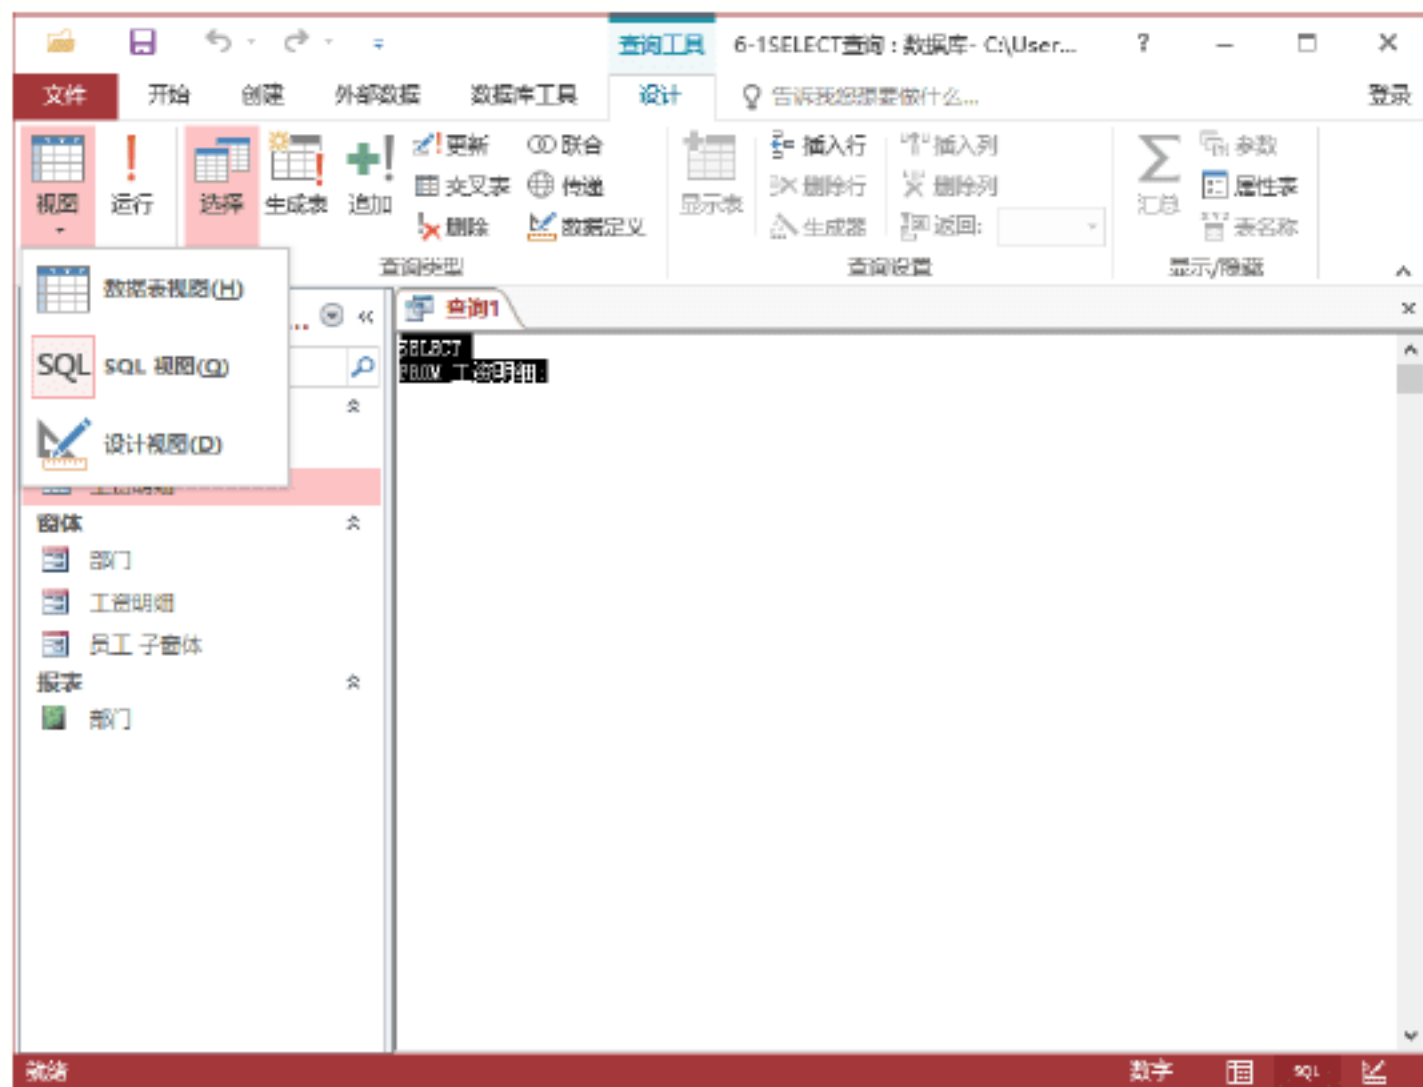 查询工具 6-1SELECT查询 : 数据库- C:\User... ?
文件 开始 创建 外部数据 数据库工具 设计 告诉我您想要做什么... 登录
视图 运行 选择 生成表 追加 更新 联合 显示表 插入行 插入列 汇总 参数
交叉表 传递 删除行 删除列 属性表
删除 数据定义 生成器 返回: 表名称
查询类型 查询设置 显示/隐藏
数据表视图(H)
SQL SQL 视图(Q)
设计视图(D)
查询1
SELECT
FROM 工资明细;
工资明细
窗体
部门
工资明细
员工 子窗体
报表
部门
就绪 数字 SQL